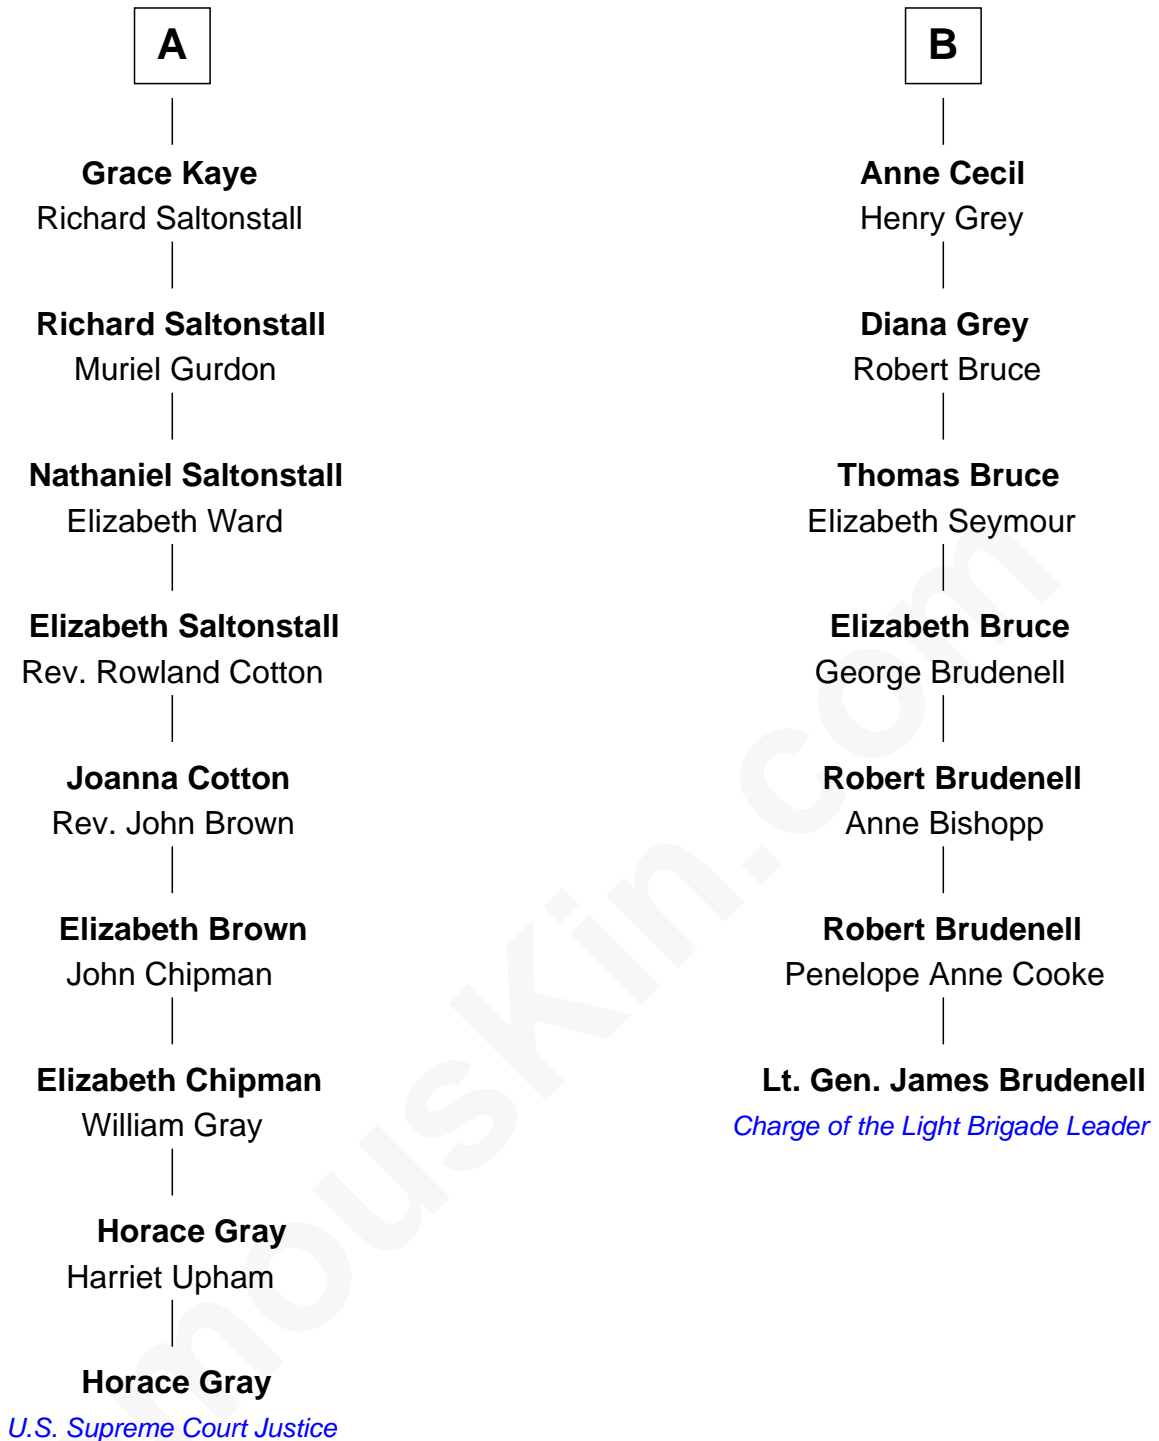 A
Grace Kaye
Richard Saltonstall
Richard Saltonstall
Muriel Gurdon
Nathaniel Saltonstall
Elizabeth Ward
Elizabeth Saltonstall
Rev. Rowland Cotton
Joanna Cotton
Rev. John Brown
Elizabeth Brown
John Chipman
Elizabeth Chipman
William Gray
Horace Gray
Harriet Upham
Horace Gray
U.S. Supreme Court Justice
B
Anne Cecil
Henry Grey
Diana Grey
Robert Bruce
Thomas Bruce
Elizabeth Seymour
Elizabeth Bruce
George Brudenell
Robert Brudenell
Anne Bishopp
Robert Brudenell
Penelope Anne Cooke
Lt. Gen. James Brudenell
Charge of the Light Brigade Leader
mousKin.com